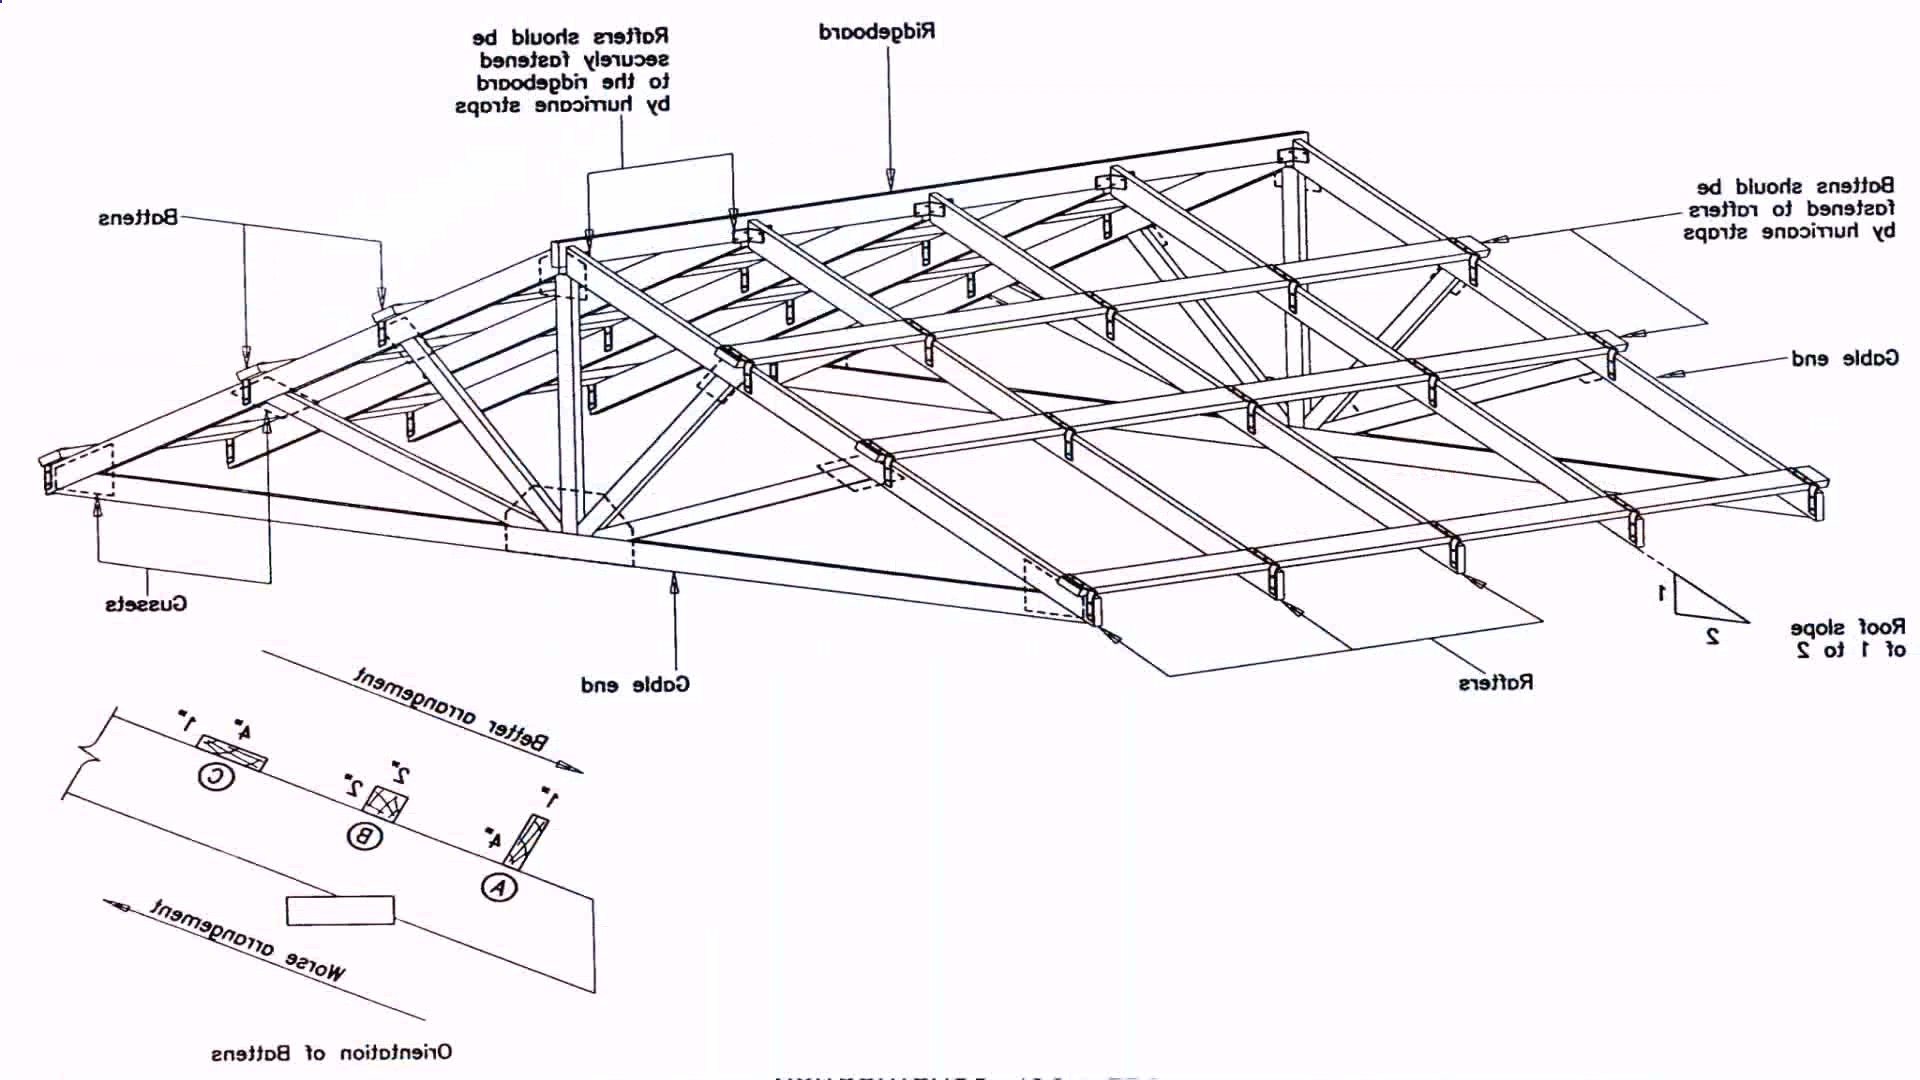 Rafters should be
securely fastened
to the ridgeboard
by hurricane straps
Ridgeboard
Battens should be
fastened to rafters
by hurricane straps
Battens
Gable end
Gussets
Gable end
Rafters
1
2
Roof slope
of 1 to 2
Better arrangement
1"
4"
C
2"
2"
B
1"
4"
A
Worse arrangement
Orientation of Battens